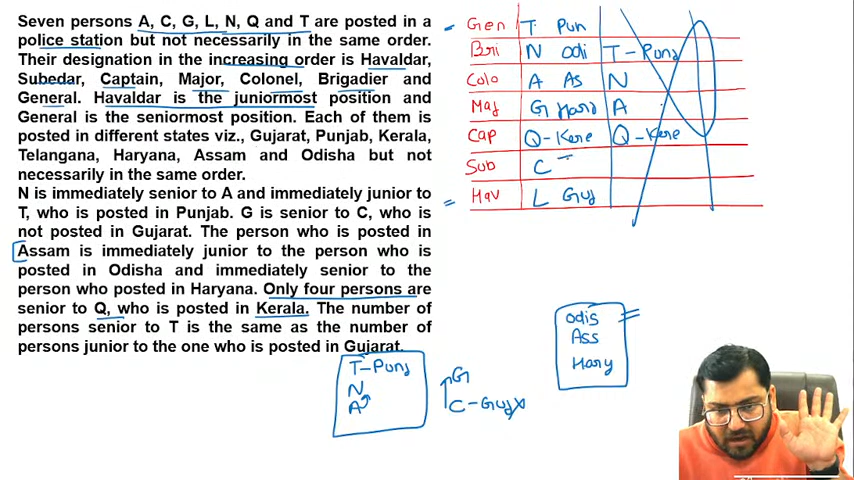 Seven persons A, C, G, L, N, Q and T are posted in a
police station but not necessarily in the same order.
Their designation in the increasing order is Havaldar,
Subedar, Captain, Major, Colonel, Brigadier and
General. Havaldar is the juniormost position and
General is the seniormost position. Each of them is
posted in different states viz., Gujarat, Punjab, Kerala,
Telangana, Haryana, Assam and Odisha but not
necessarily in the same order.
N is immediately senior to A and immediately junior to
T, who is posted in Punjab. G is senior to C, who is
not posted in Gujarat. The person who is posted in
Assam is immediately junior to the person who is
posted in Odisha and immediately senior to the
person who posted in Haryana. Only four persons are
senior to Q, who is posted in Kerala. The number of
persons senior to T is the same as the number of
persons junior to the one who is posted in Gujarat.
Gen T Pun
Bri N Odi T-Punj
Colo A As N
Maj G Hary A
Cap Q-Kere Q-Kere
Sub C T
Hav L Guj
T-Punj
N
A
G
C-Gujx
odis
Ass
Hary